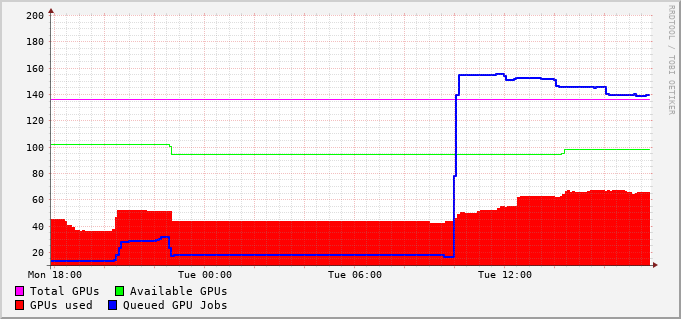 200
180
160
140
120
100
80
60
40
20
Mon 18:00 Tue 00:00 Tue 06:00 Tue 12:00
Total GPUs Available GPUs
GPUs used Queued GPU Jobs
RRDTOOL / TOBI OETIKER